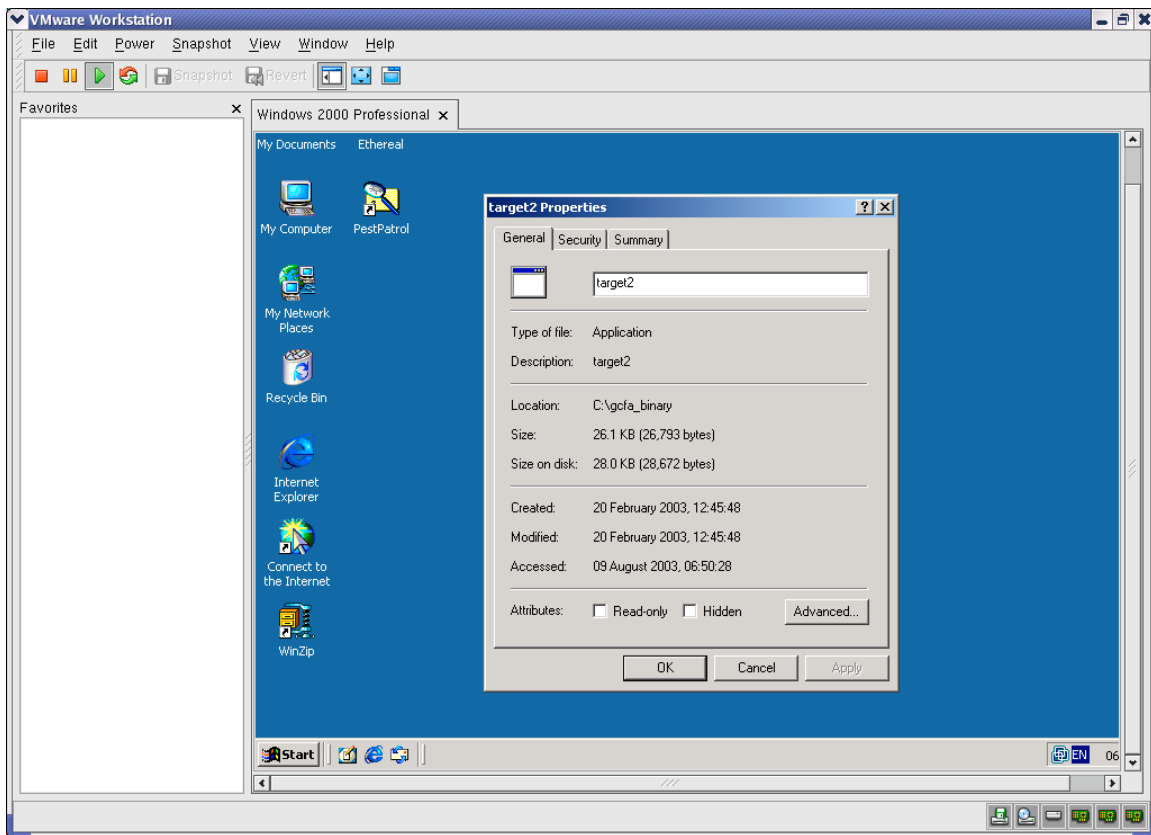 VMware Workstation
File Edit Power Snapshot View Window Help
Snapshot Revert
Favorites
Windows 2000 Professional
My Documents Ethereal
My Computer PestPatrol
My Network
Places
Recycle Bin
Internet
Explorer
Connect to
the Internet
WinZip
target2 Properties
General Security Summary
target2
Type of file: Application
Description: target2
Location: C:\gcfa_binary
Size: 26.1 KB (26,793 bytes)
Size on disk: 28.0 KB (28,672 bytes)
Created: 20 February 2003, 12:45:48
Modified: 20 February 2003, 12:45:48
Accessed: 09 August 2003, 06:50:28
Attributes: Read-only Hidden Advanced...
OK Cancel Apply
Start EN 06